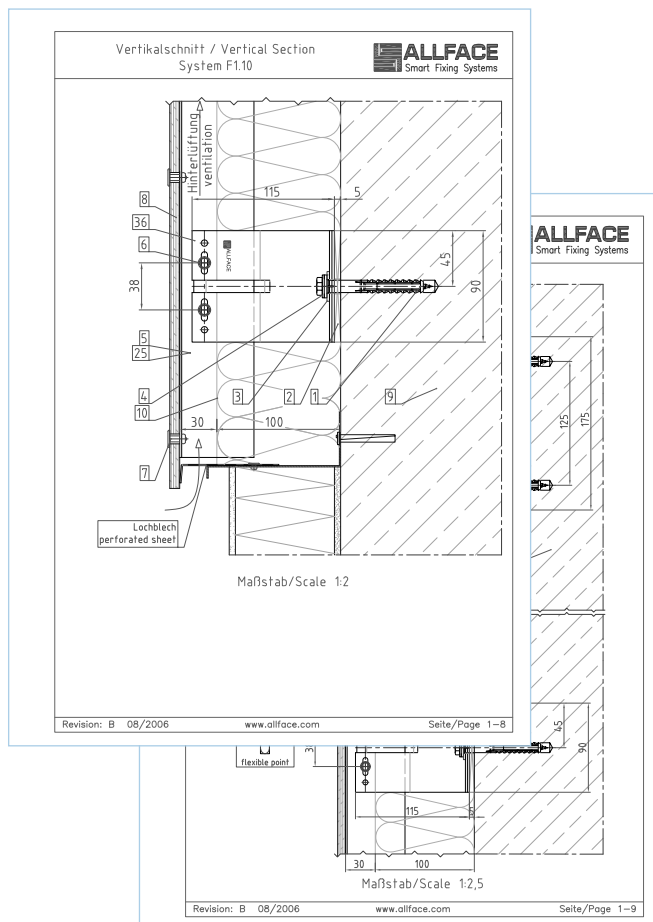 Vertikalschnitt / Vertical Section
System F1.10
ALLFACE
Smart Fixing Systems
Hinterlüftung
ventilation
115
5
8
36
6
ALLFACE
45
90
38
5
25
4
3
2
1
9
10
30
100
7
Lochblech
perforated sheet
Maßstab/Scale 1:2
Revision: B 08/2006
www.allface.com
Seite/Page 1-8
ALLFACE
Smart Fixing Systems
125
175
45
90
flexible point
115
30
100
Maßstab/Scale 1:2,5
Revision: B 08/2006
www.allface.com
Seite/Page 1-9